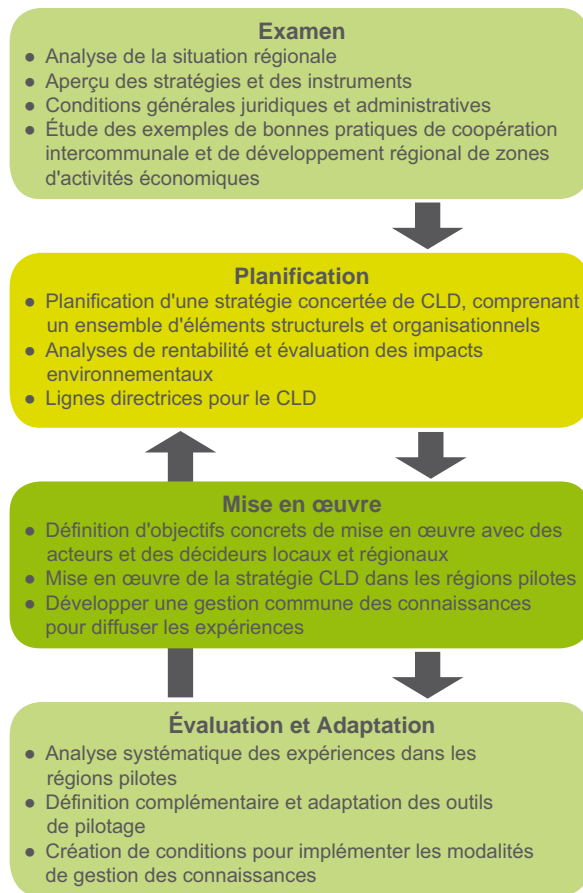 Examen
● Analyse de la situation régionale
● Aperçu des stratégies et des instruments
● Conditions générales juridiques et administratives
● Étude des exemples de bonnes pratiques de coopération
intercommunale et de développement régional de zones
d'activités économiques
Planification
● Planification d'une stratégie concertée de CLD, comprenant
un ensemble d'éléments structurels et organisationnels
● Analyses de rentabilité et évaluation des impacts
environnementaux
● Lignes directrices pour le CLD
Mise en œuvre
● Définition d'objectifs concrets de mise en œuvre avec des
acteurs et des décideurs locaux et régionaux
● Mise en œuvre de la stratégie CLD dans les régions pilotes
● Développer une gestion commune des connaissances
pour diffuser les expériences
Évaluation et Adaptation
● Analyse systématique des expériences dans les
régions pilotes
● Définition complémentaire et adaptation des outils
de pilotage
● Création de conditions pour implémenter les modalités
de gestion des connaissances